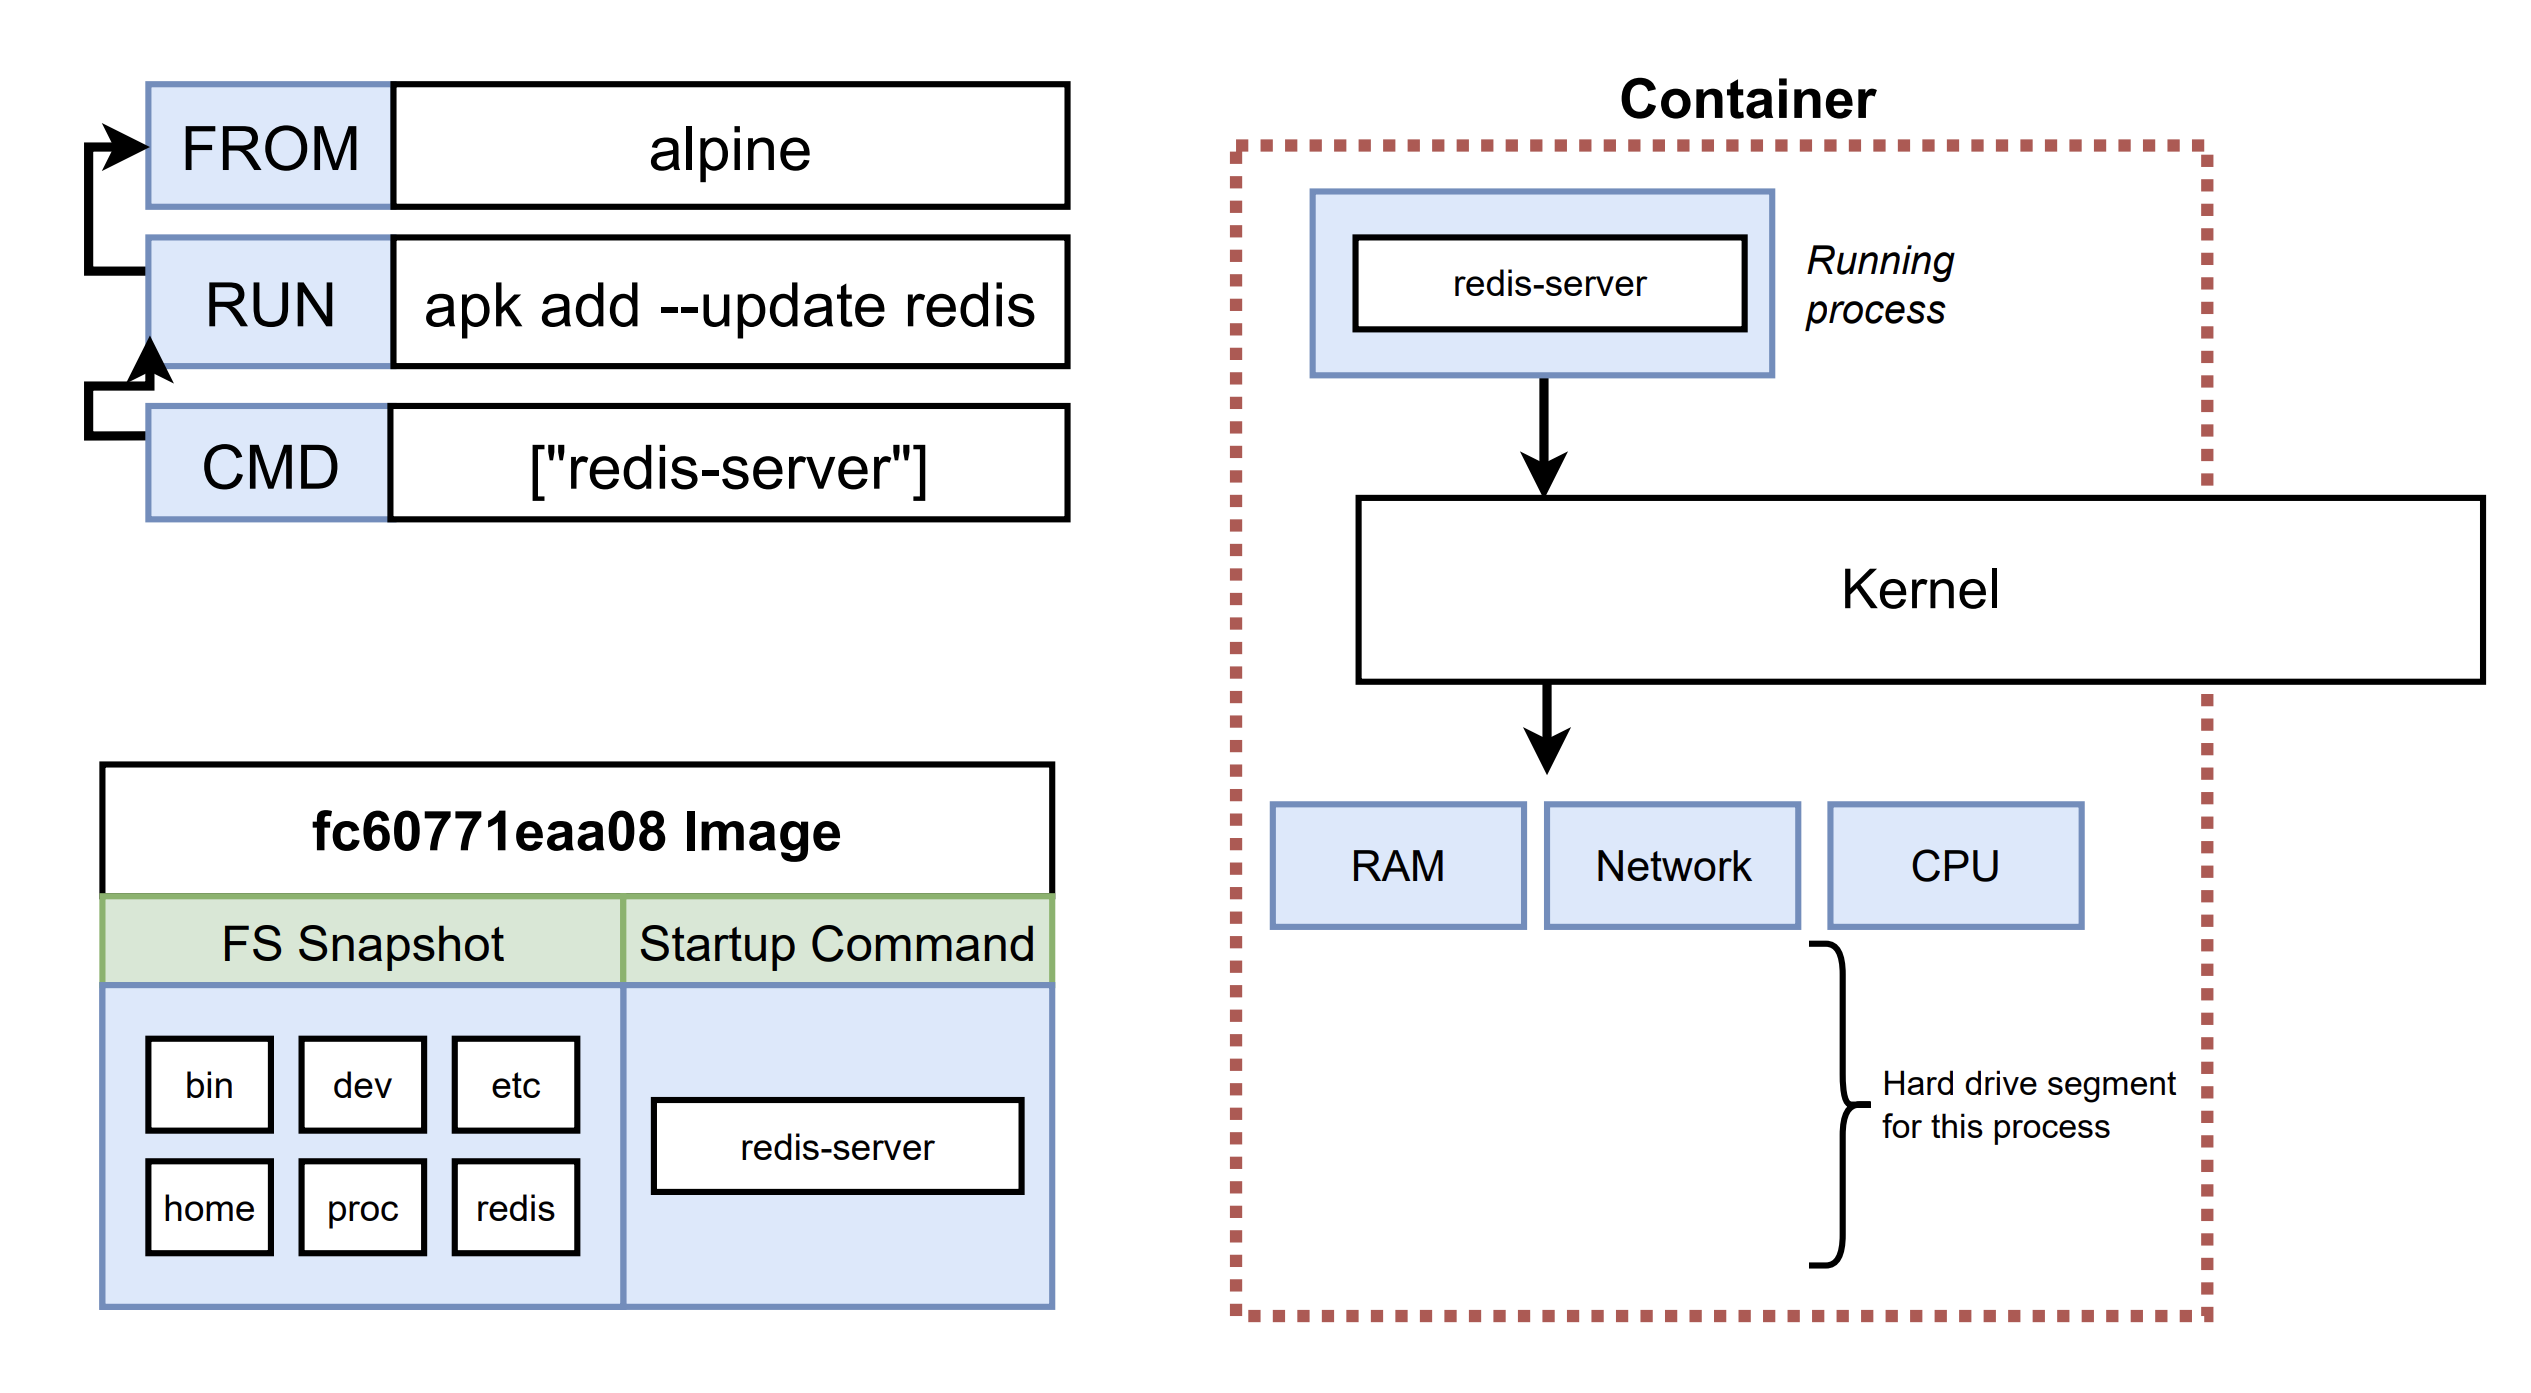 FROM alpine
RUN apk add --update redis
CMD ["redis-server"]
fc60771eaa08 Image
FS Snapshot Startup Command
bin dev etc
redis-server
home proc redis
Container
redis-server
Running
process
Kernel
RAM Network CPU
Hard drive segment
for this process